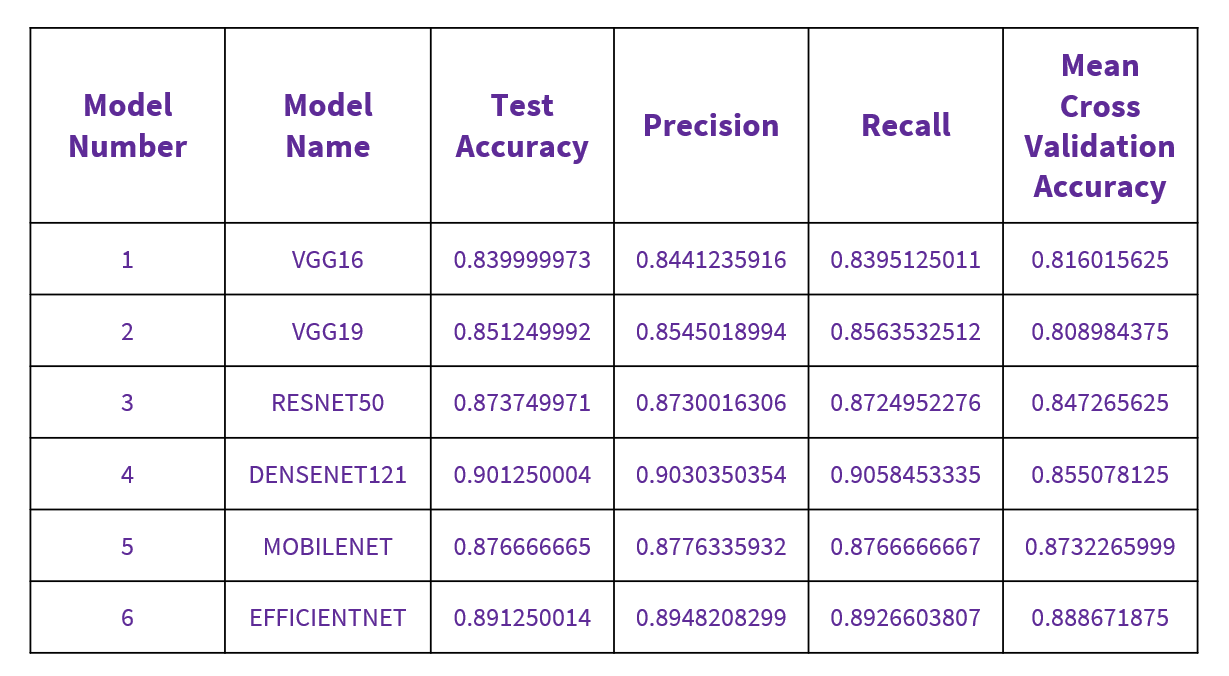 Model Number | Model Name | Test Accuracy | Precision | Recall | Mean Cross Validation Accuracy
1 | VGG16 | 0.839999973 | 0.8441235916 | 0.8395125011 | 0.816015625
2 | VGG19 | 0.851249992 | 0.8545018994 | 0.8563532512 | 0.808984375
3 | RESNET50 | 0.873749971 | 0.8730016306 | 0.8724952276 | 0.847265625
4 | DENSENET121 | 0.901250004 | 0.9030350354 | 0.9058453335 | 0.855078125
5 | MOBILENET | 0.876666665 | 0.8776335932 | 0.8766666667 | 0.8732265999
6 | EFFICIENTNET | 0.891250014 | 0.8948208299 | 0.8926603807 | 0.888671875